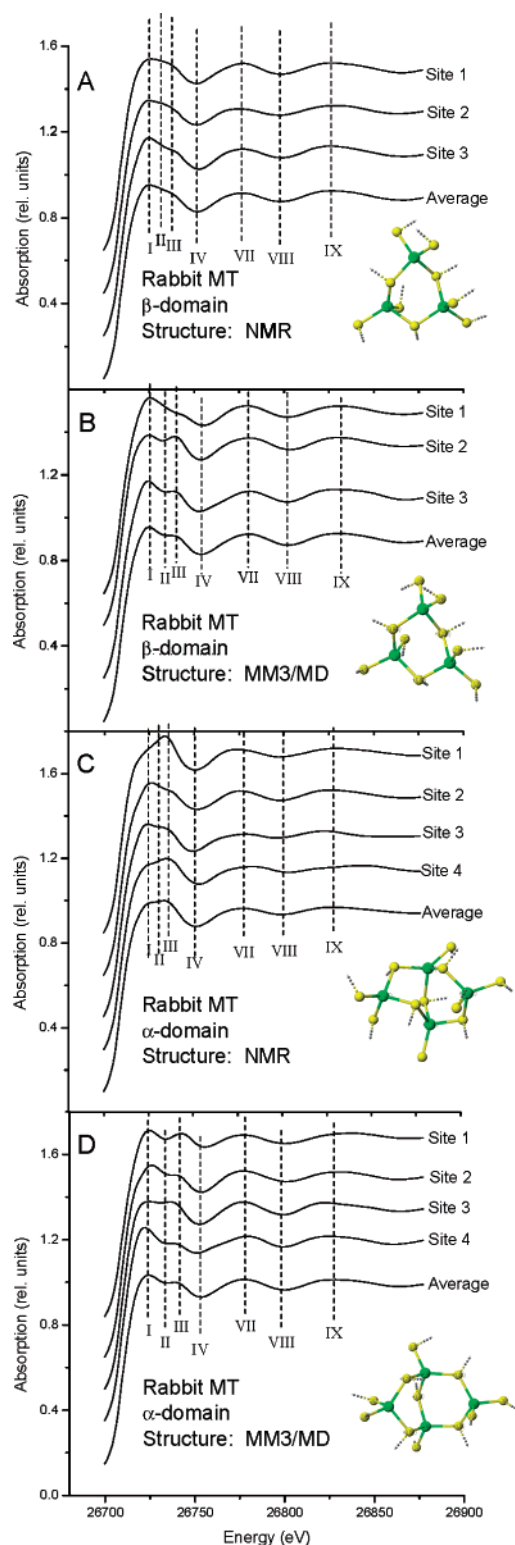 A
1.6
1.2
0.8
0.4
Absorption (rel. units)
Site 1
Site 2
Site 3
Average
I II III IV VII VIII IX
Rabbit MT
β-domain
Structure: NMR
B
1.2
0.8
0.4
Absorption (rel. units)
Site 1
Site 2
Site 3
Average
I II III IV VII VIII IX
Rabbit MT
β-domain
Structure: MM3/MD
C
1.6
1.2
0.8
0.4
Absorption (rel. units)
Site 1
Site 2
Site 3
Site 4
Average
I II III IV VII VIII IX
Rabbit MT
α-domain
Structure: NMR
D
1.6
1.2
0.8
0.4
0.0
Absorption (rel. units)
Site 1
Site 2
Site 3
Site 4
Average
I II III IV VII VIII IX
Rabbit MT
α-domain
Structure: MM3/MD
26700 26750 26800 26850 26900
Energy (eV)